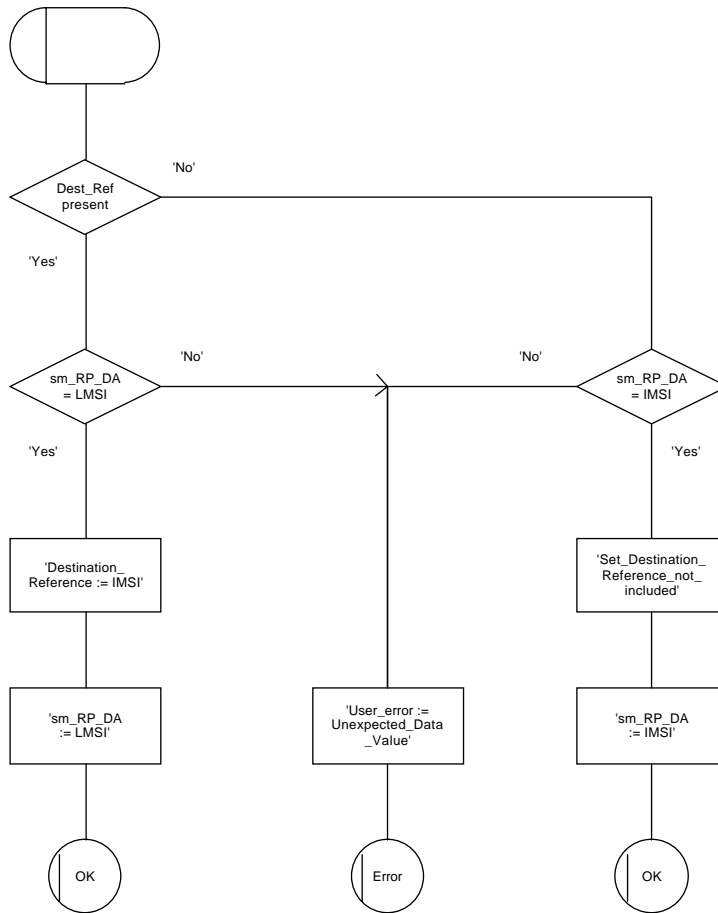 'No'
Dest_Ref
present
'Yes'
'No'
'No'
sm_RP_DA
= LMSI
sm_RP_DA
= IMSI
'Yes'
'Yes'
'Destination_
Reference := IMSI'
'Set_Destination_
Reference_not_
included'
'sm_RP_DA
:= LMSI'
'User_error :=
Unexpected_Data
_Value'
'sm_RP_DA
:= IMSI'
OK
Error
OK